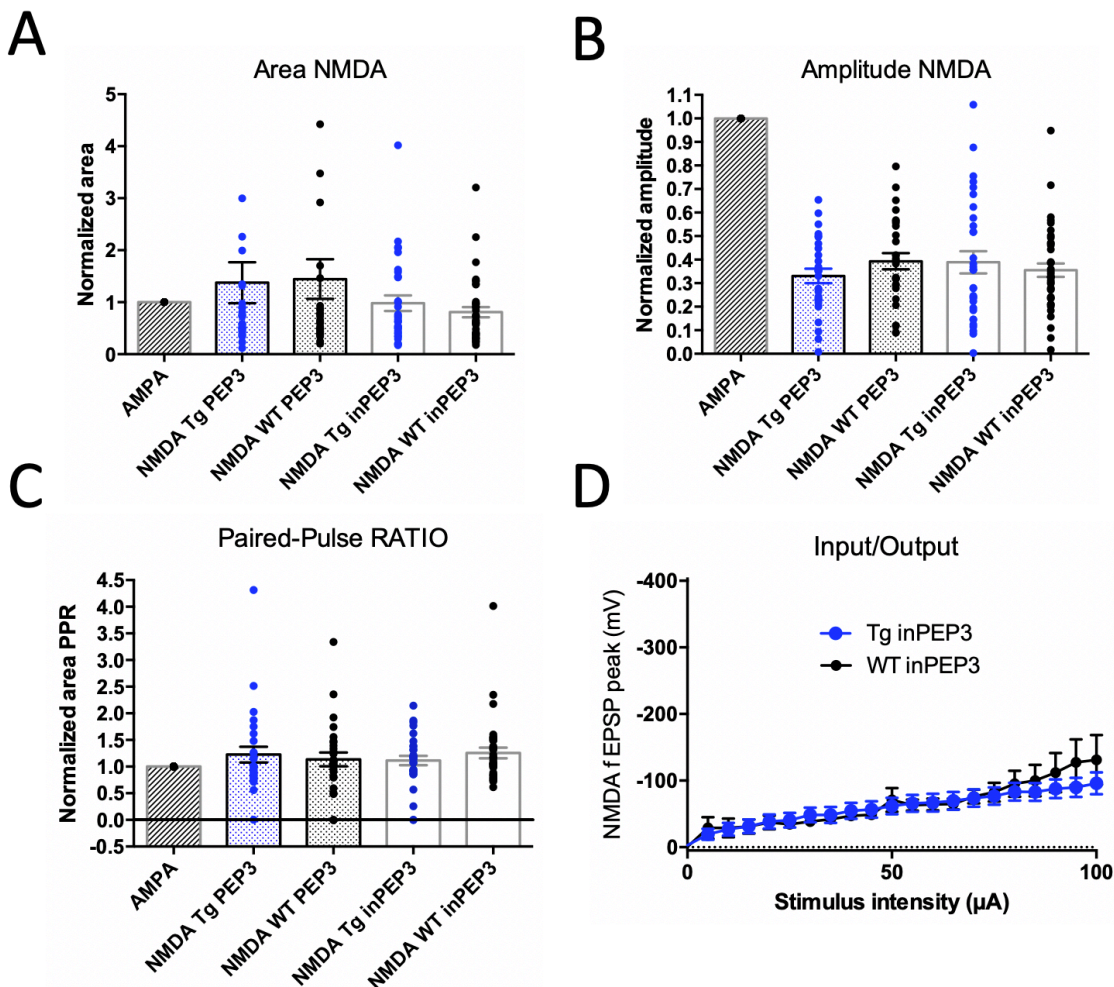 A
Area NMDA
Normalized area
5
4
3
2
1
0
AMPA
NMDA Tg PEP3
NMDA WT PEP3
NMDA Tg inPEP3
NMDA WT inPEP3
B
Amplitude NMDA
Normalized amplitude
1.1
1.0
0.9
0.8
0.7
0.6
0.5
0.4
0.3
0.2
0.1
0.0
AMPA
NMDA Tg PEP3
NMDA WT PEP3
NMDA Tg inPEP3
NMDA WT inPEP3
C
Paired-Pulse RATIO
Normalized area PPR
4.5
4.0
3.5
3.0
2.5
2.0
1.5
1.0
0.5
0.0
-0.5
AMPA
NMDA Tg PEP3
NMDA WT PEP3
NMDA Tg inPEP3
NMDA WT inPEP3
D
Input/Output
NMDA f EPSP peak (mV)
-400
-300
-200
-100
0
Tg inPEP3
WT inPEP3
0 50 100
Stimulus intensity (µA)